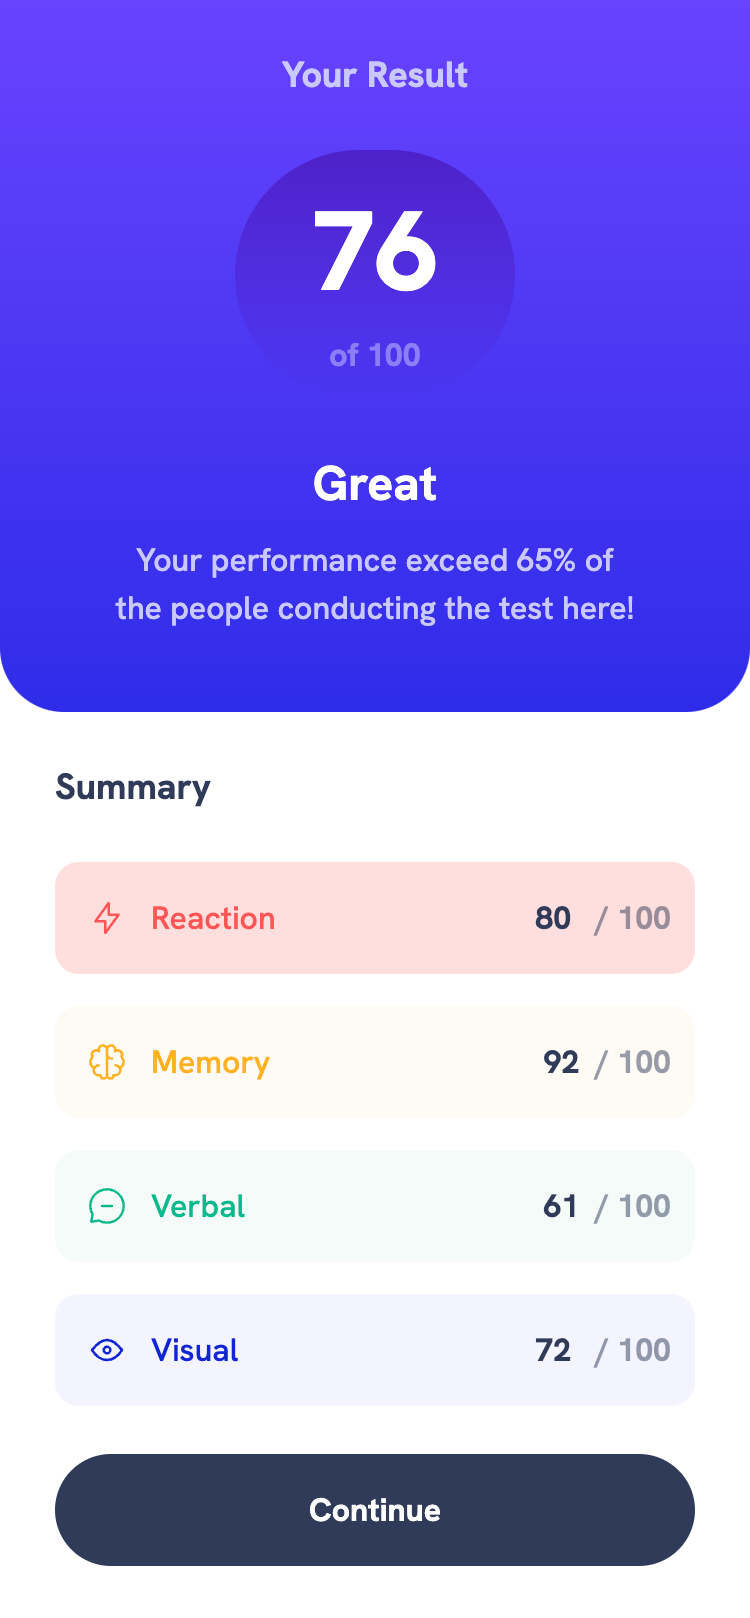 Your Result
76
of 100
Great
Your performance exceed 65% of
the people conducting the test here!
Summary
Reaction 80 / 100
Memory 92 / 100
Verbal 61 / 100
Visual 72 / 100
Continue